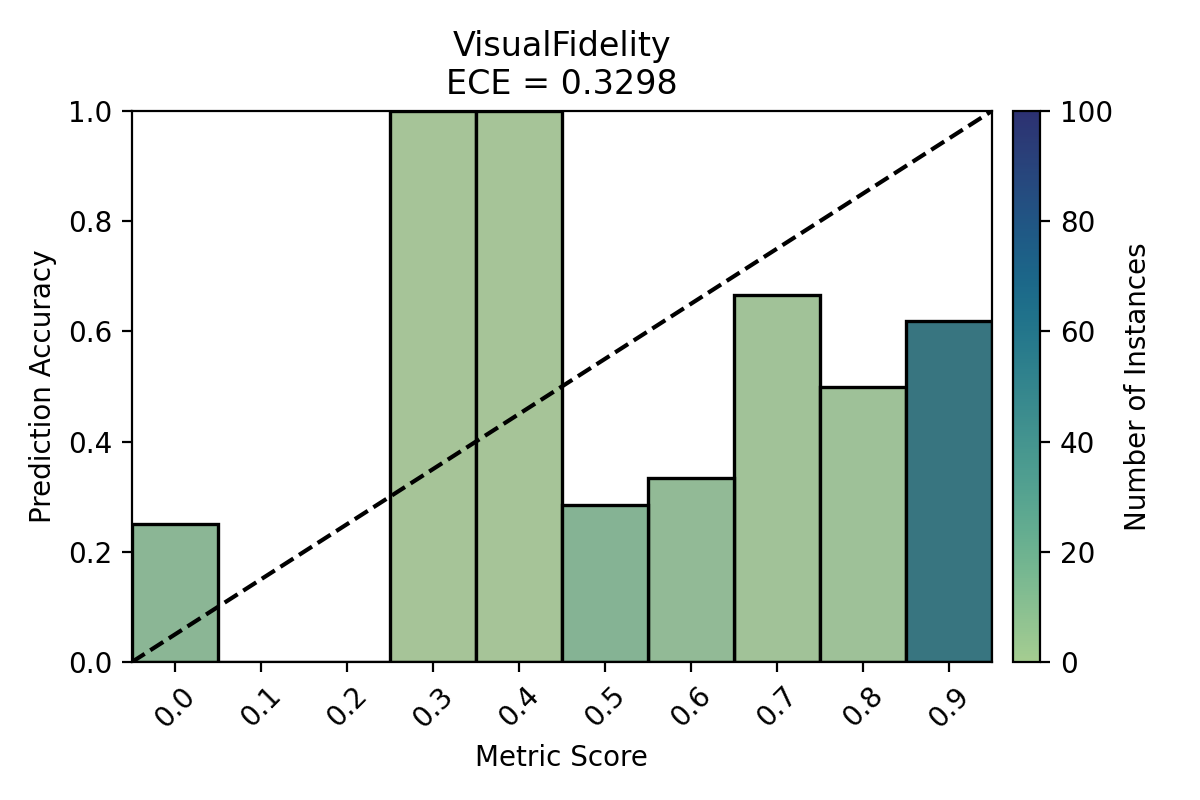 VisualFidelity
ECE = 0.3298
Prediction Accuracy
1.0
0.8
0.6
0.4
0.2
0.0
0.0 0.1 0.2 0.3 0.4 0.5 0.6 0.7 0.8 0.9
Metric Score
100
80
60
40
20
0
Number of Instances